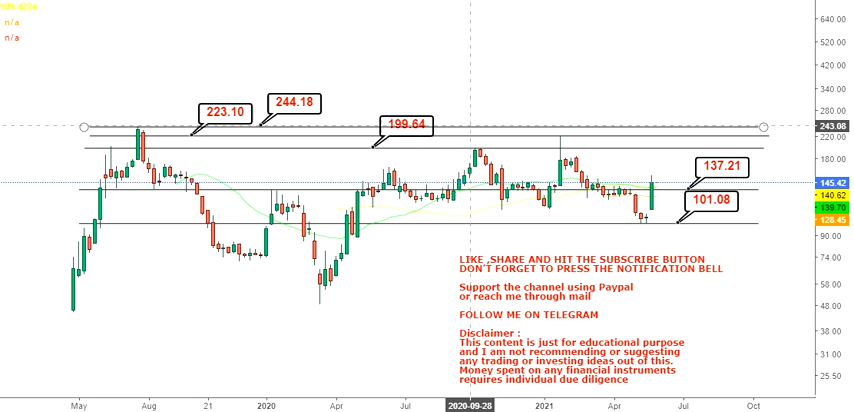 n/a
n/a
640.00
520.00
420.00
340.00
280.00
243.08
220.00
180.00
145.42
140.62
139.70
128.45
90.00
74.00
58.00
48.00
38.00
31.00
25.50
223.10
244.18
199.64
137.21
101.08
LIKE ,SHARE AND HIT THE SUBSCRIBE BUTTON
DON'T FORGET TO PRESS THE NOTIFICATION BELL
Support the channel using Paypal
or reach me through mail
FOLLOW ME ON TELEGRAM
Disclaimer :
This content is just for educational purpose
and I am not recommending or suggesting
any trading or investing ideas out of this.
Money spent on any financial instruments
requires individual due diligence
May Aug 21 2020 Apr Jul 2020-09-28 2021 Apr Jul Oct